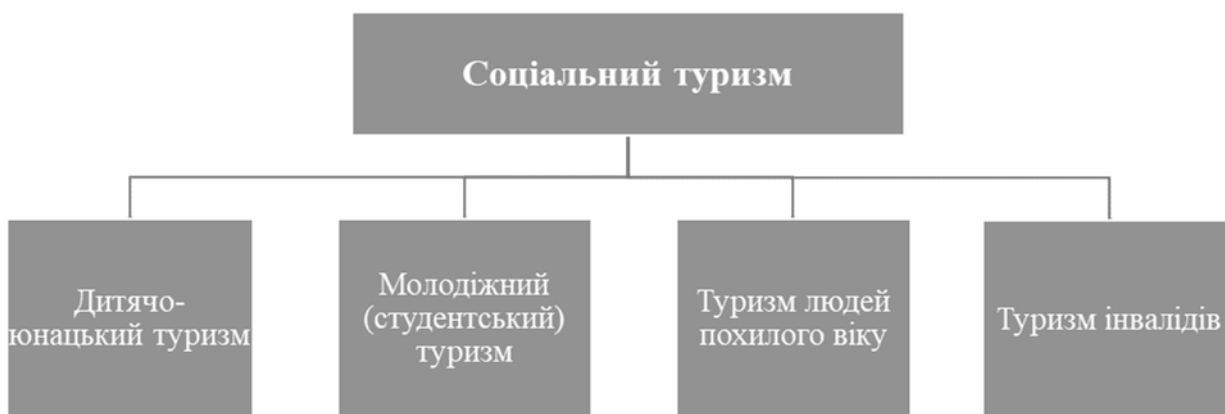 Соціальний туризм
Дитячо-
юнацький туризм
Молодіжний
(студентський)
туризм
Туризм людей
похилого віку
Туризм інвалідів